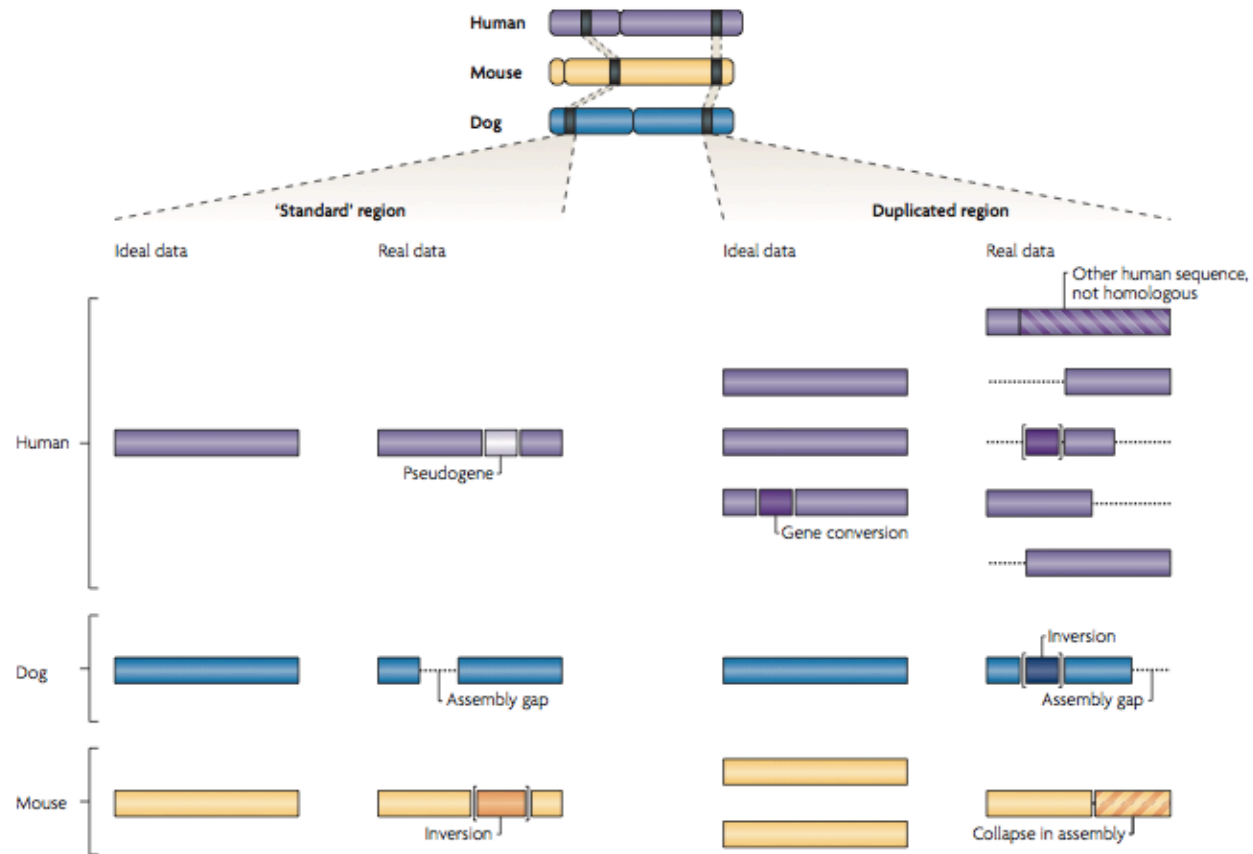 Human
Mouse
Dog
'Standard' region
Duplicated region
Ideal data
Real data
Ideal data
Real data
Other human sequence,
not homologous
Human
Pseudogene
Gene conversion
Dog
Assembly gap
Inversion
Assembly gap
Mouse
Inversion
Collapse in assembly